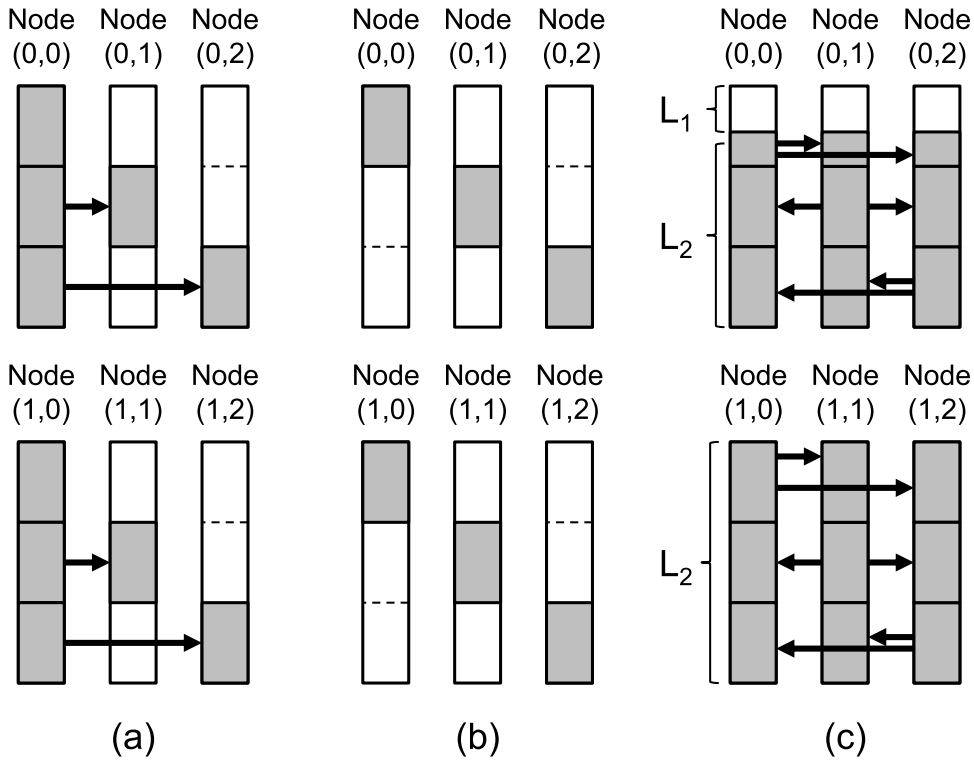 Node Node Node
(0,0) (0,1) (0,2)
Node Node Node
(0,0) (0,1) (0,2)
Node Node Node
(0,0) (0,1) (0,2)
L1
L2
Node Node Node
(1,0) (1,1) (1,2)
Node Node Node
(1,0) (1,1) (1,2)
Node Node Node
(1,0) (1,1) (1,2)
L2
(a) (b) (c)